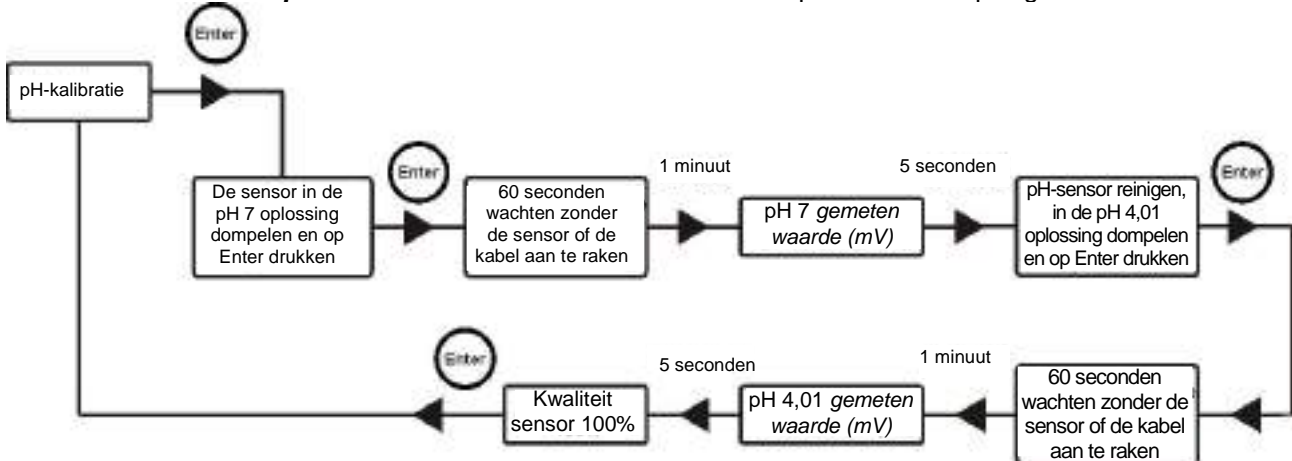 Enter
pH-kalibratie
De sensor in de
pH 7 oplossing
dompelen en op
Enter drukken
Enter
60 seconden
wachten zonder
de sensor of de
kabel aan te raken
1 minuut
pH 7 gemeten
waarde (mV)
5 seconden
pH-sensor reinigen,
in de pH 4,01
oplossing dompelen
en op Enter drukken
Enter
60 seconden
wachten zonder de
sensor of de kabel
aan te raken
1 minuut
pH 4,01 gemeten
waarde (mV)
5 seconden
Kwaliteit
sensor 100%
Enter